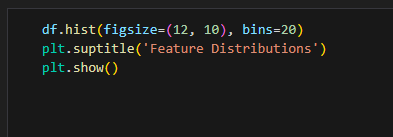 df.hist(figsize=(12, 10), bins=20)
plt.suptitle('Feature Distributions')
plt.show()